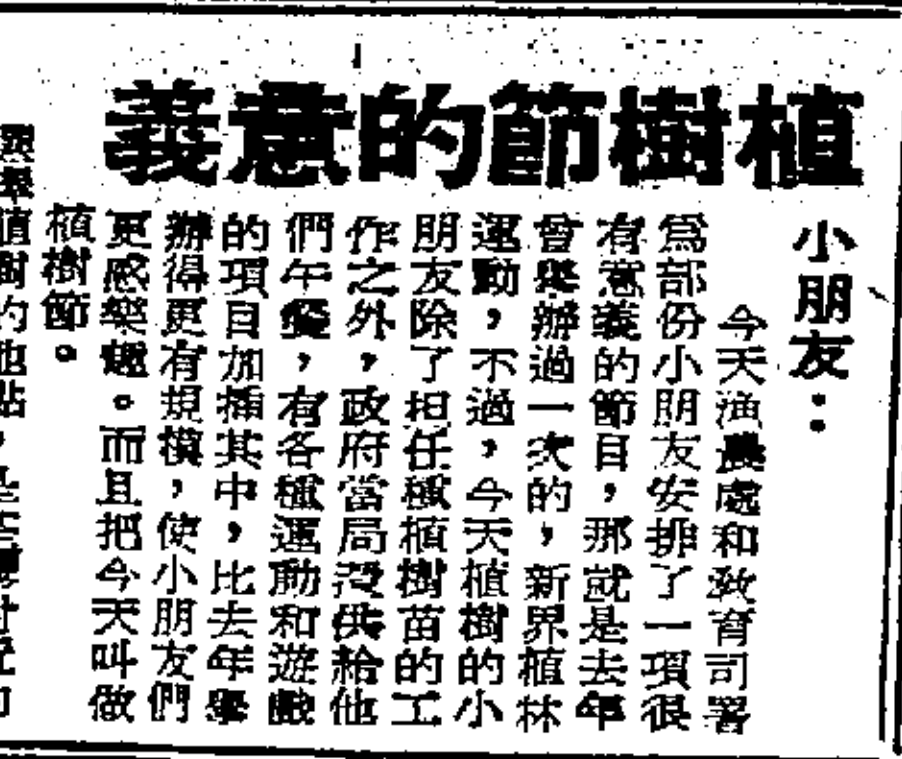 植樹節的意義
小朋友：
今天漁農處和教育司署
爲部份小朋友安排了一項很
有意義的節目，那就是去年
曾舉辦過一次的，新界植林
運動，不過，今天植樹的小
朋友除了担任種植樹苗的工
作之外，政府當局供給他
們午餐，有各種運動和遊戲
的項目加插其中，比去年舉
辦得更有規模，使小朋友們
更感樂趣。而且把今天叫做
植樹節。
植樹的地點，是在